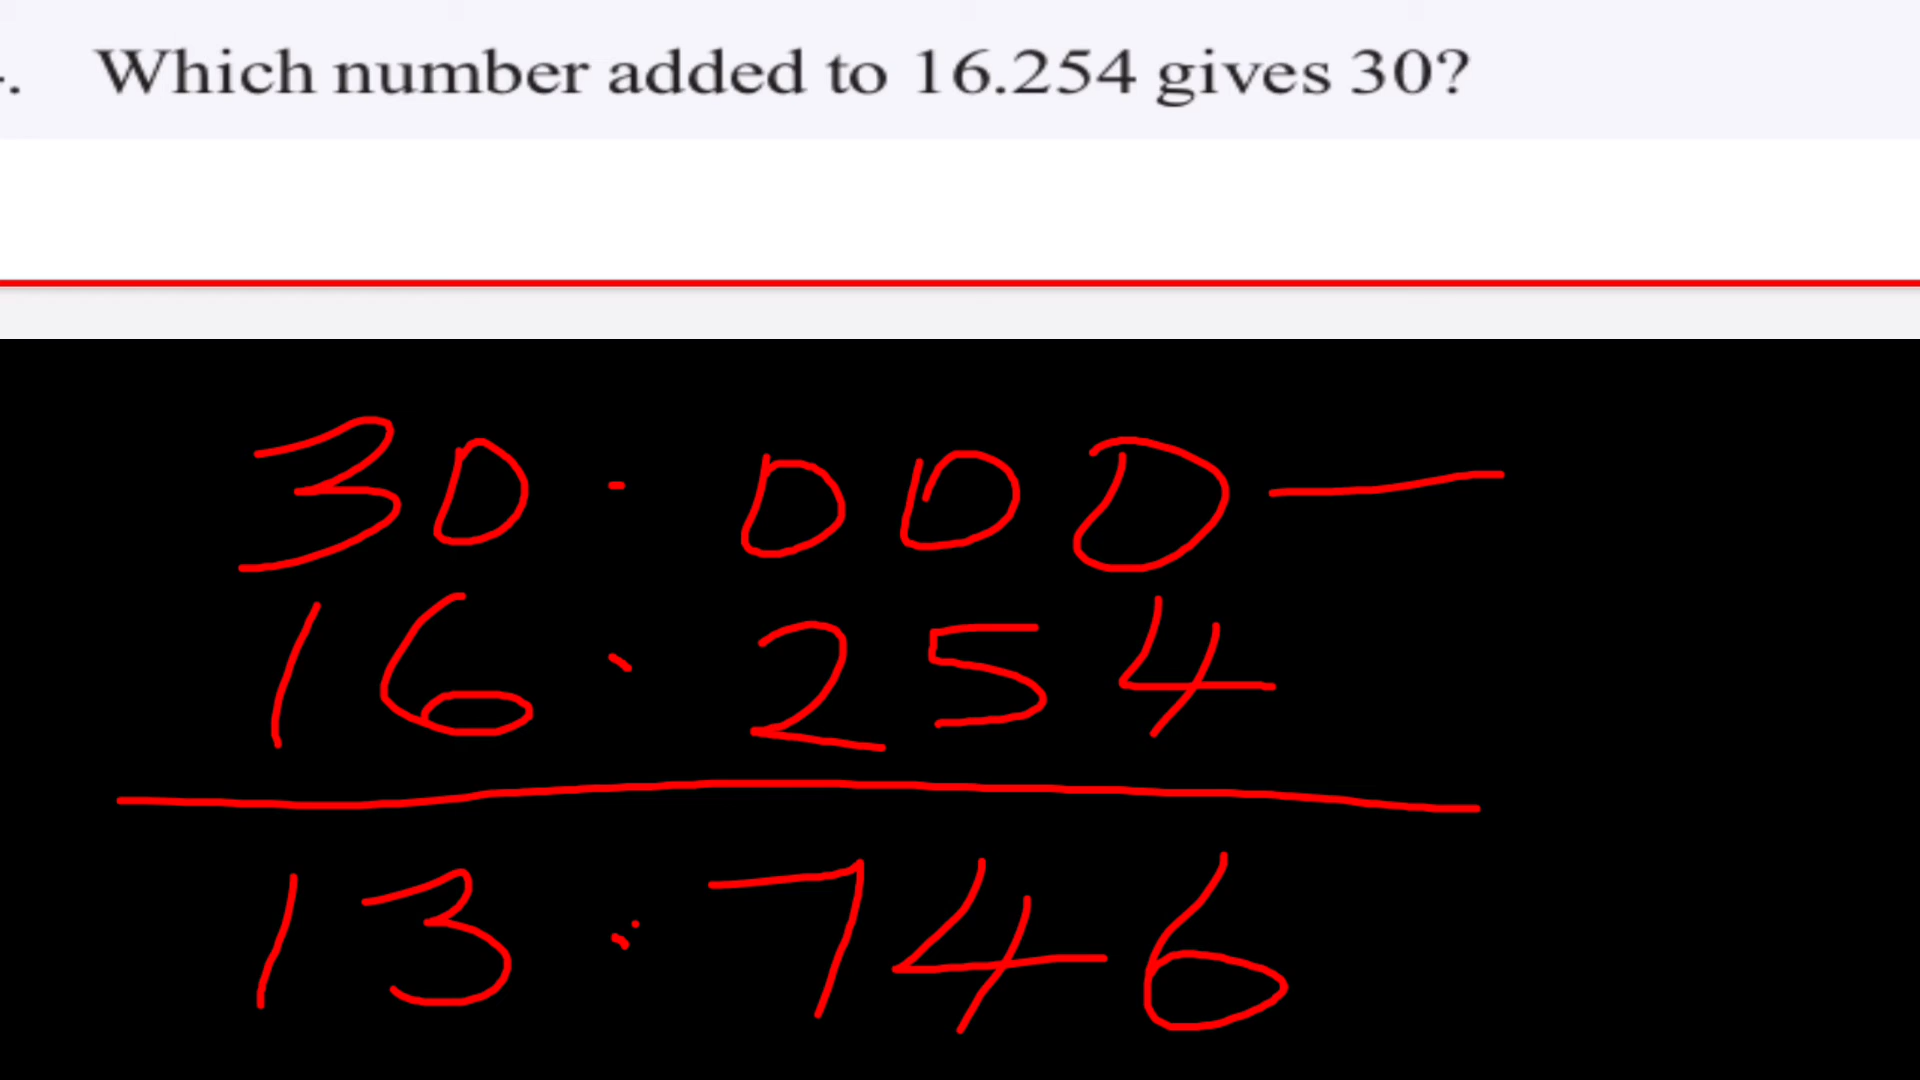 . Which number added to 16.254 gives 30?
30.000 —
16.254
13.746